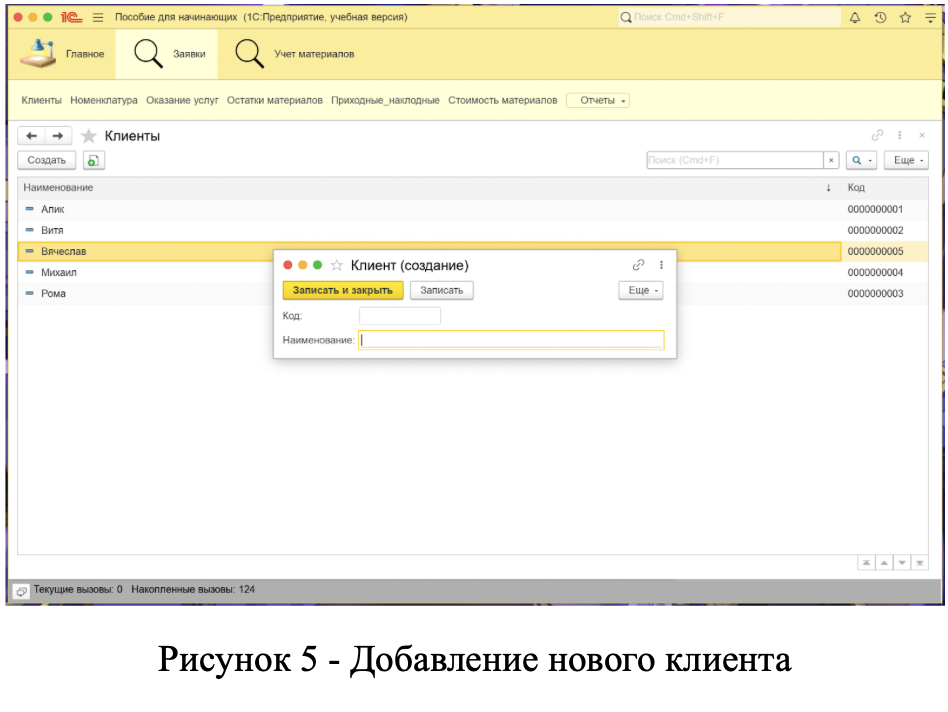 1С Пособие для начинающих (1С:Предприятие, учебная версия) Поиск Cmd+Shift+F
Главное Заявки Учет материалов
Клиенты Номенклатура Оказание услуг Остатки материалов Приходные_накладные Стоимость материалов Отчеты
Клиенты
Создать Поиск (Cmd+F) × Еще
Наименование ↓ Код
Алик 0000000001
Витя 0000000002
Вячеслав 0000000005
Михаил 0000000004
Рома 0000000003
Клиент (создание)
Записать и закрыть Записать Еще
Код:
Наименование:
Текущие вызовы: 0 Накопленные вызовы: 124
Рисунок 5 - Добавление нового клиента